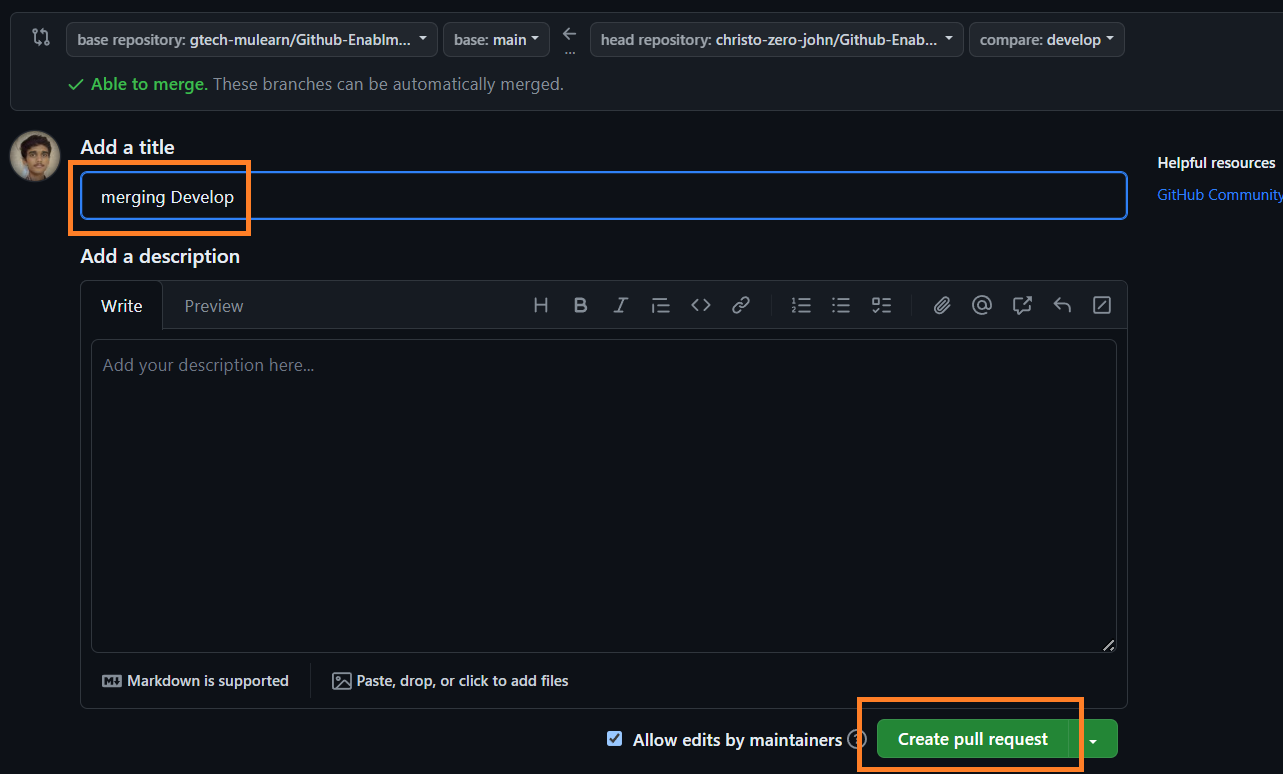 base repository: gtech-mulearn/Github-Enablm... base: main ... head repository: christo-zero-john/Github-Enab... compare: develop
Able to merge. These branches can be automatically merged.
Add a title
Helpful resources
merging Develop
GitHub Community
Add a description
Write Preview
Add your description here...
Markdown is supported Paste, drop, or click to add files
Allow edits by maintainers ? Create pull request